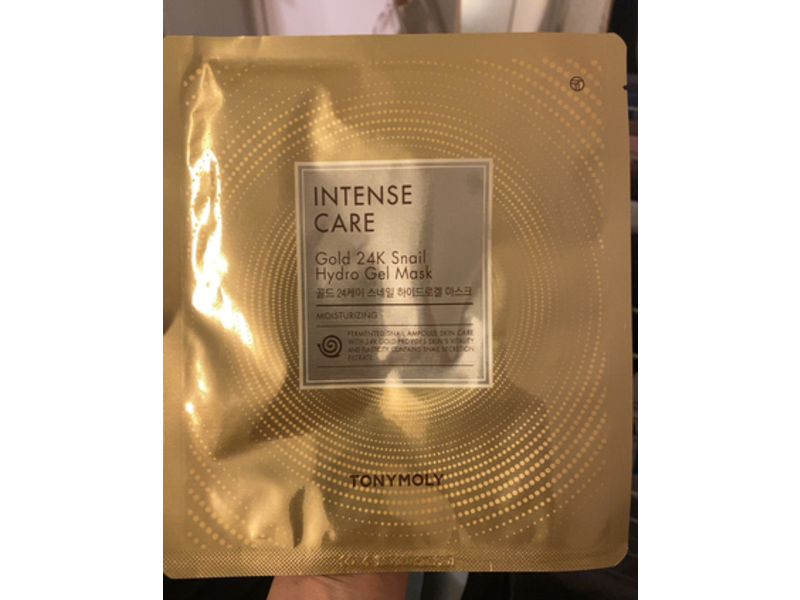 INTENSE
CARE
Gold 24K Snail
Hydro Gel Mask
골드 24케이 스네일 하이드로겔 마스크
MOISTURIZING
FERMENTED SNAIL AMPOULE SKIN CARE
WITH 24K GOLD PROVIDES SKIN'S VITALITY
AND ELASTICITY. CONTAINS SNAIL SECRETION
FILTRATE
TONYMOLY